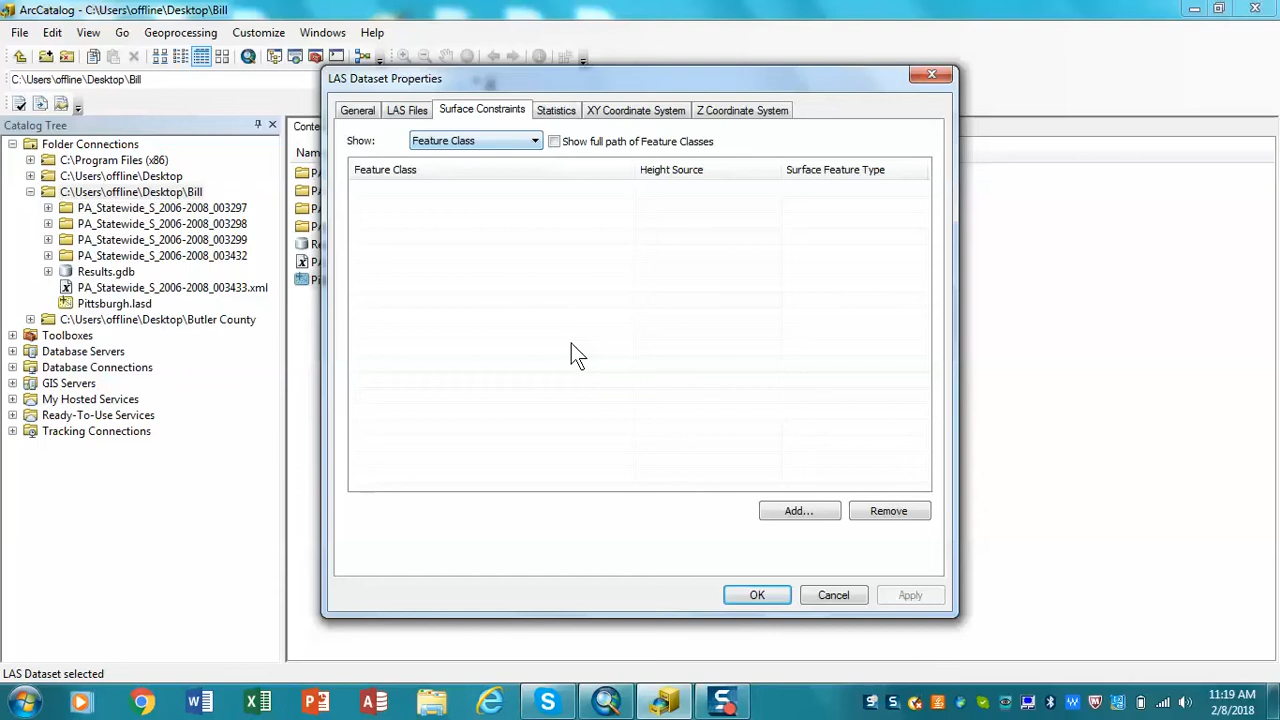 ArcCatalog - C:\Users\offline\Desktop\Bill
File Edit View Go Geoprocessing Customize Windows Help
C:\Users\offline\Desktop\Bill
Catalog Tree
Folder Connections
C:\Program Files (x86)
C:\Users\offline\Desktop
C:\Users\offline\Desktop\Bill
PA_Statewide_S_2006-2008_003297
PA_Statewide_S_2006-2008_003298
PA_Statewide_S_2006-2008_003299
PA_Statewide_S_2006-2008_003432
Results.gdb
PA_Statewide_S_2006-2008_003433.xml
Pittsburgh.lasd
C:\Users\offline\Desktop\Butler County
Toolboxes
Database Servers
Database Connections
GIS Servers
My Hosted Services
Ready-To-Use Services
Tracking Connections
LAS Dataset Properties
General LAS Files Surface Constraints Statistics XY Coordinate System Z Coordinate System
Show: Feature Class Show full path of Feature Classes
Feature Class Height Source Surface Feature Type
Add... Remove
OK Cancel Apply
LAS Dataset selected
11:19 AM
2/8/2018